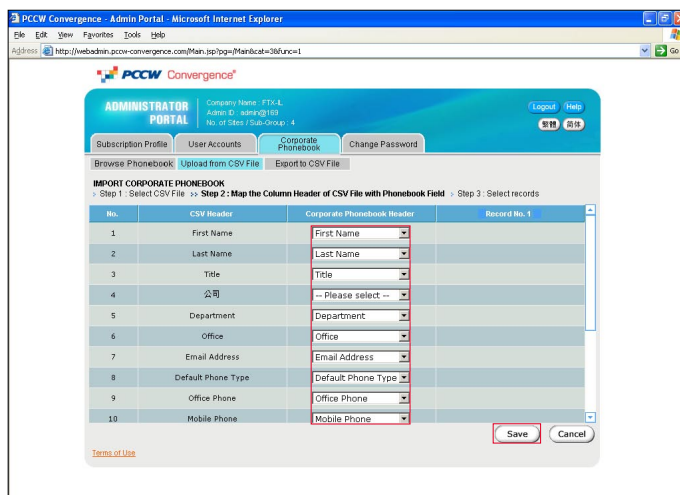 PCCW Convergence - Admin Portal - Microsoft Internet Explorer
File Edit View Favorites Tools Help
Address http://webadmin.pccw-convergence.com/Main.jsp?pg=/Main&cat=38&func=1 Go
PCCW Convergence
ADMINISTRATOR PORTAL
Company Name : FTX-IL
Admin ID : admin@169
No. of Sites / Sub-Group : 4
Logout Help
繁體 简体
Subscription Profile User Accounts Corporate Phonebook Change Password
Browse Phonebook Upload from CSV File Export to CSV File
IMPORT CORPORATE PHONEBOOK
> Step 1 : Select CSV File >> Step 2 : Map the Column Header of CSV File with Phonebook Field > Step 3 : Select records
No. CSV Header Corporate Phonebook Header Record No. 1
1 First Name First Name
2 Last Name Last Name
3 Title Title
4 公司 -- Please select --
5 Department Department
6 Office Office
7 Email Address Email Address
8 Default Phone Type Default Phone Type
9 Office Phone Office Phone
10 Mobile Phone Mobile Phone
Save Cancel
Terms of Use